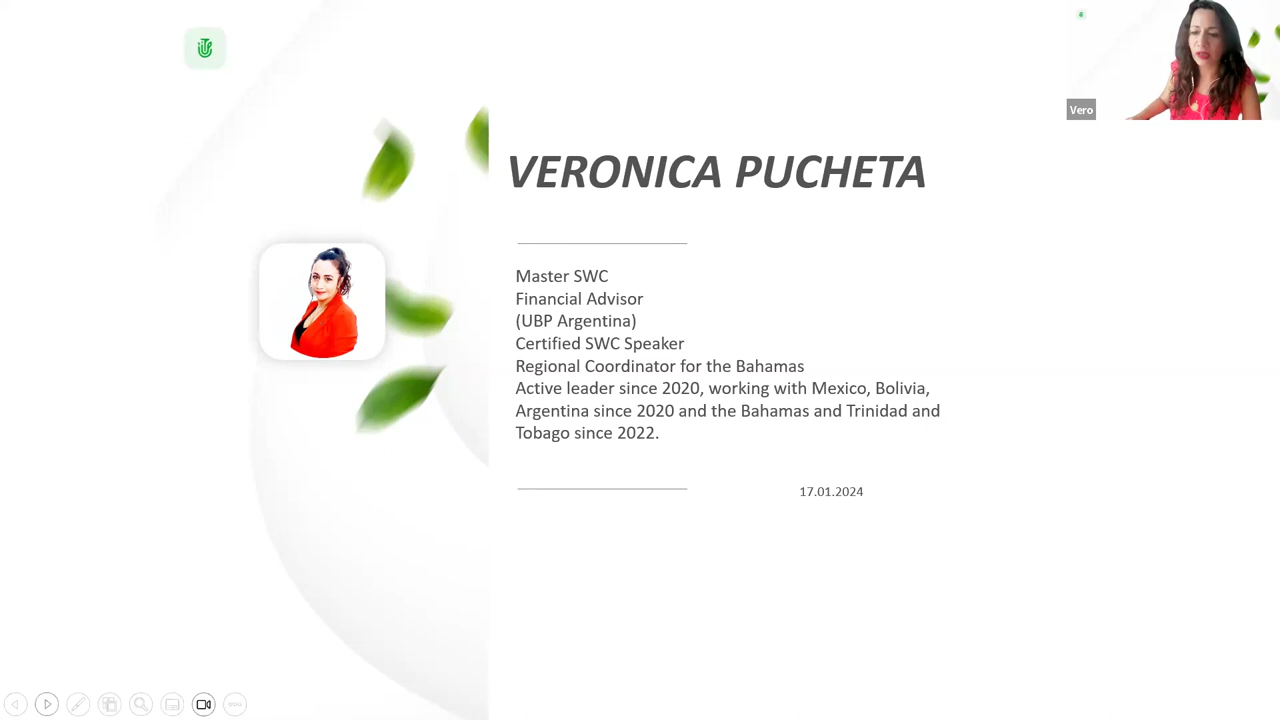 Vero
VERONICA PUCHETA
Master SWC
Financial Advisor
(UBP Argentina)
Certified SWC Speaker
Regional Coordinator for the Bahamas
Active leader since 2020, working with Mexico, Bolivia,
Argentina since 2020 and the Bahamas and Trinidad and
Tobago since 2022.
17.01.2024